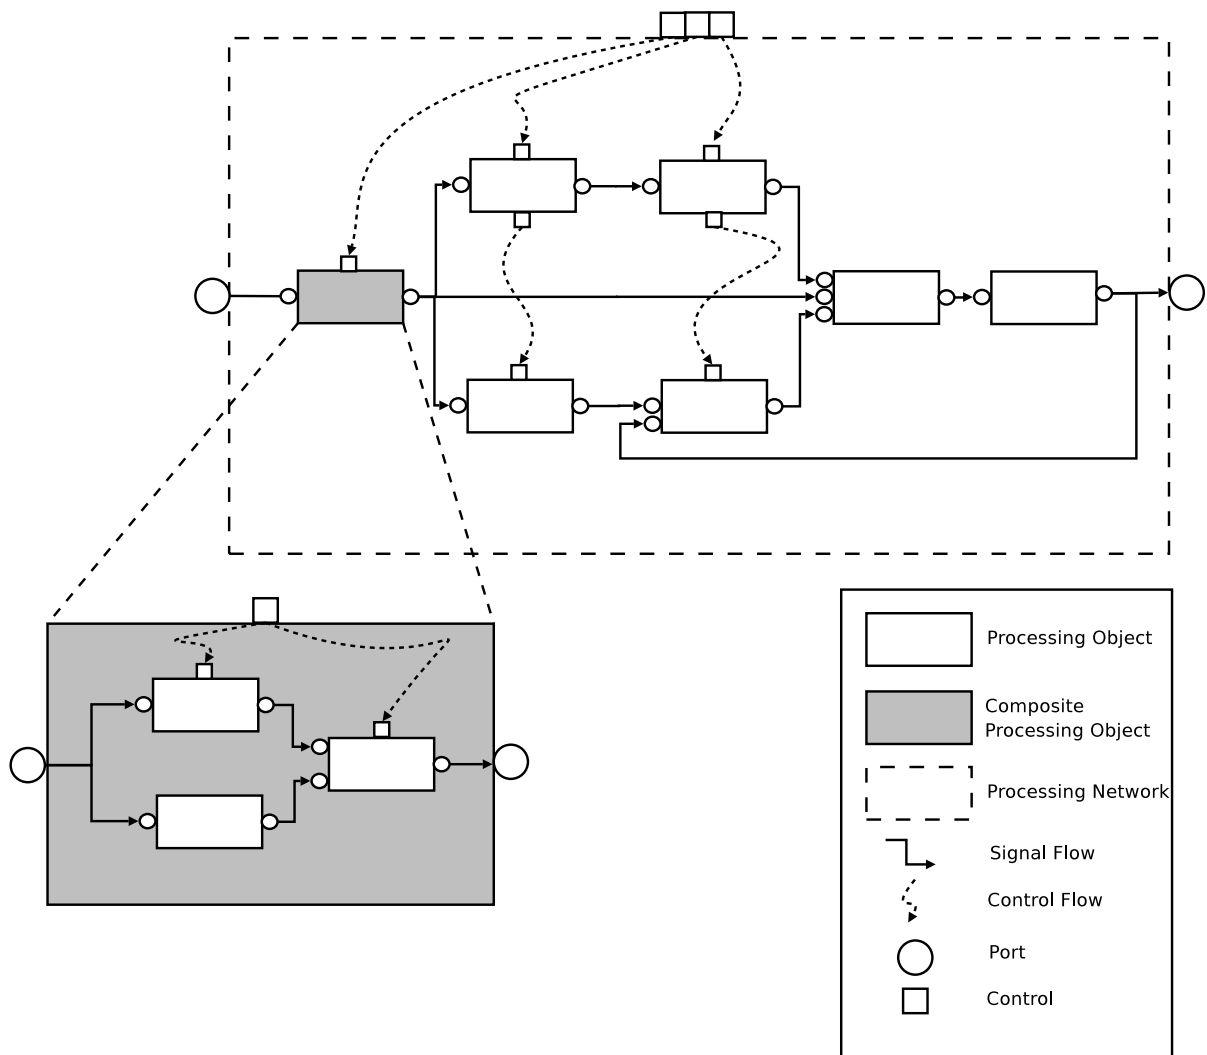 Processing Object
Composite
Processing Object
Processing Network
Signal Flow
Control Flow
Port
Control